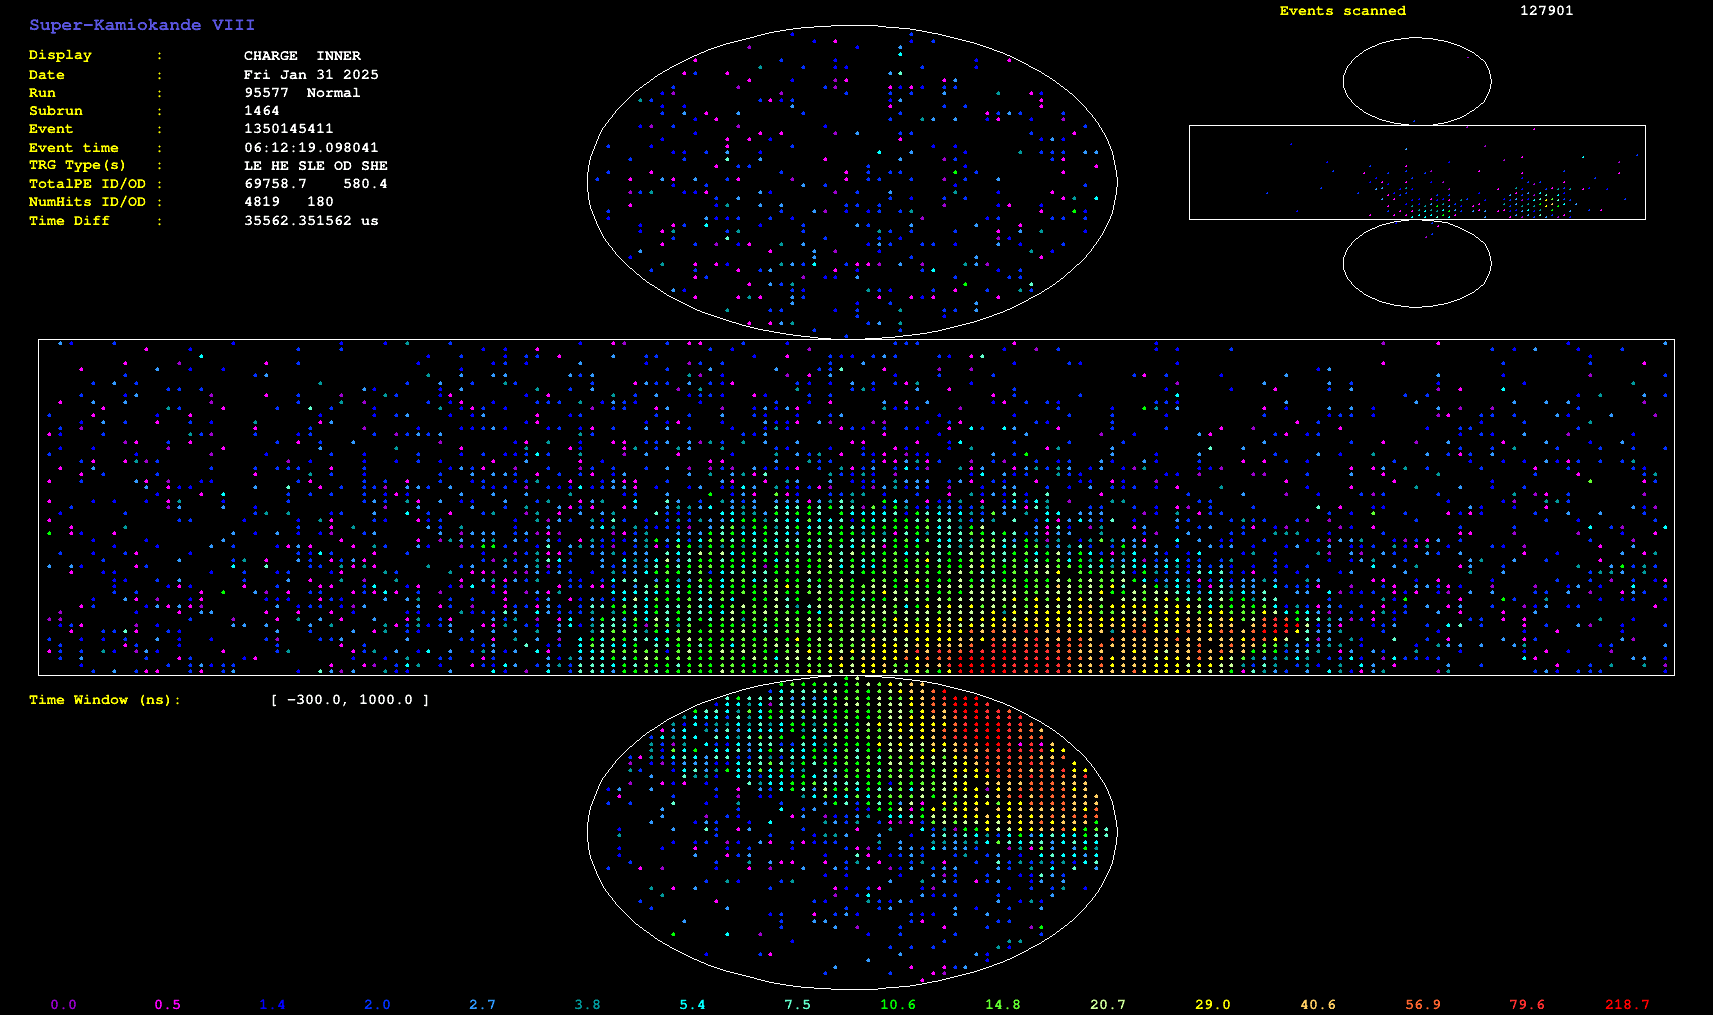 Super-Kamiokande VIII
Events scanned 127901
Display : CHARGE INNER
Date : Fri Jan 31 2025
Run : 95577 Normal
Subrun : 1464
Event : 1350145411
Event time : 06:12:19.098041
TRG Type(s) : LE HE SLE OD SHE
TotalPE ID/OD : 69758.7 580.4
NumHits ID/OD : 4819 180
Time Diff : 35562.351562 us
Time Window (ns): [ -300.0, 1000.0 ]
0.0 0.5 1.4 2.0 2.7 3.8 5.4 7.5 10.6 14.8 20.7 29.0 40.6 56.9 79.6 218.7